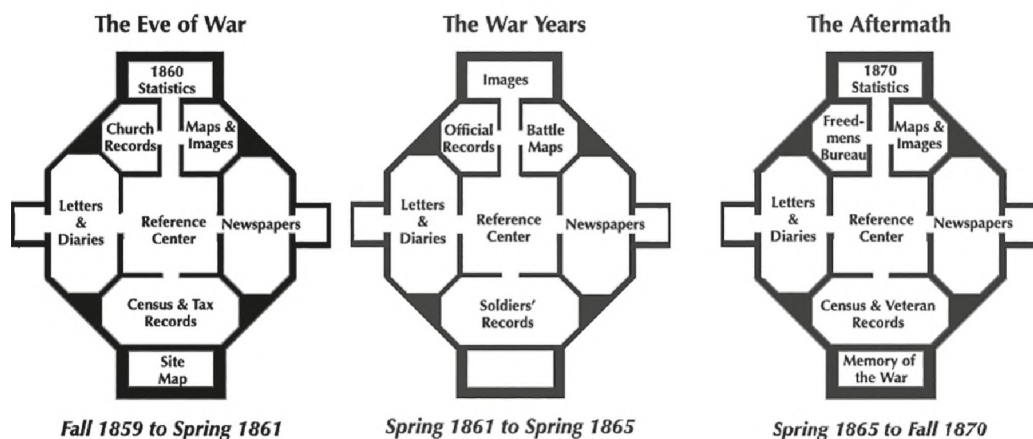 The Eve of War
1860
Statistics
Church
Records
Maps &
Images
Letters
&
Diaries
Reference
Center
Newspapers
Census & Tax
Records
Site
Map
Fall 1859 to Spring 1861
The War Years
Images
Official
Records
Battle
Maps
Letters
&
Diaries
Reference
Center
Newspapers
Soldiers'
Records
Spring 1861 to Spring 1865
The Aftermath
1870
Statistics
Freed-
mens
Bureau
Maps &
Images
Letters
&
Diaries
Reference
Center
Newspapers
Census & Veteran
Records
Memory of
the War
Spring 1865 to Fall 1870